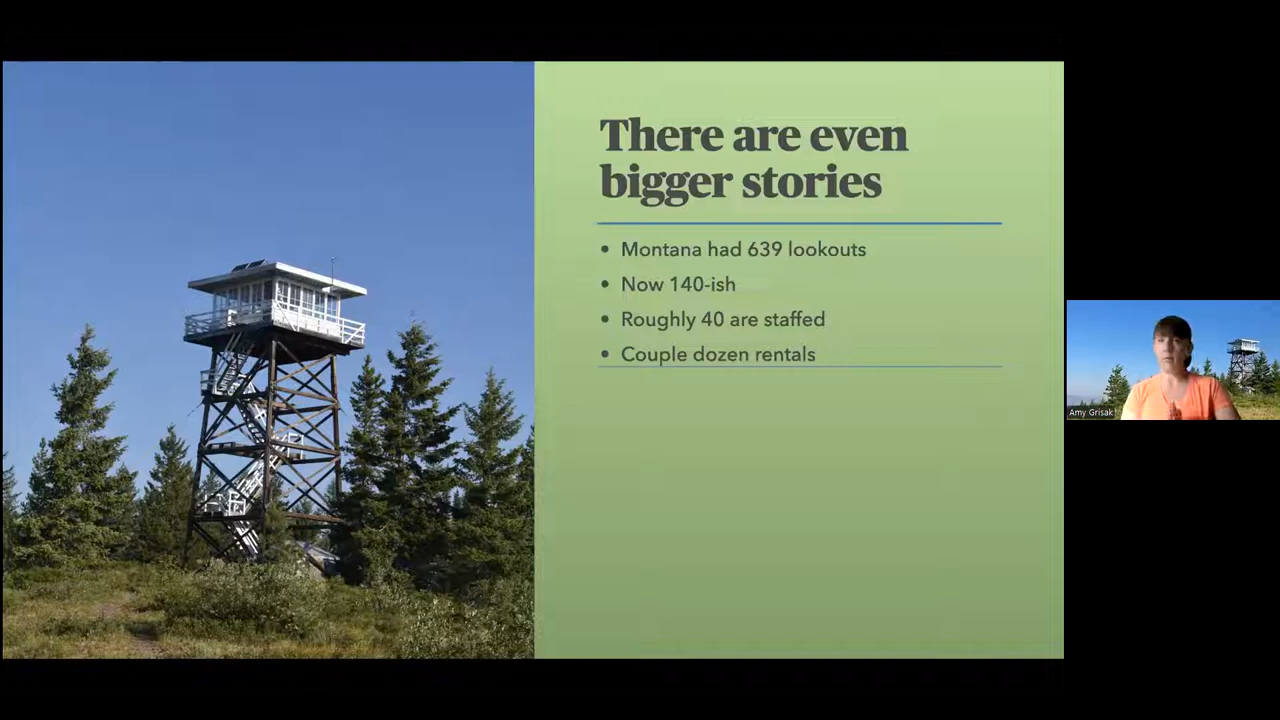 There are even
bigger stories
• Montana had 639 lookouts
• Now 140-ish
• Roughly 40 are staffed
• Couple dozen rentals
Amy Grisak